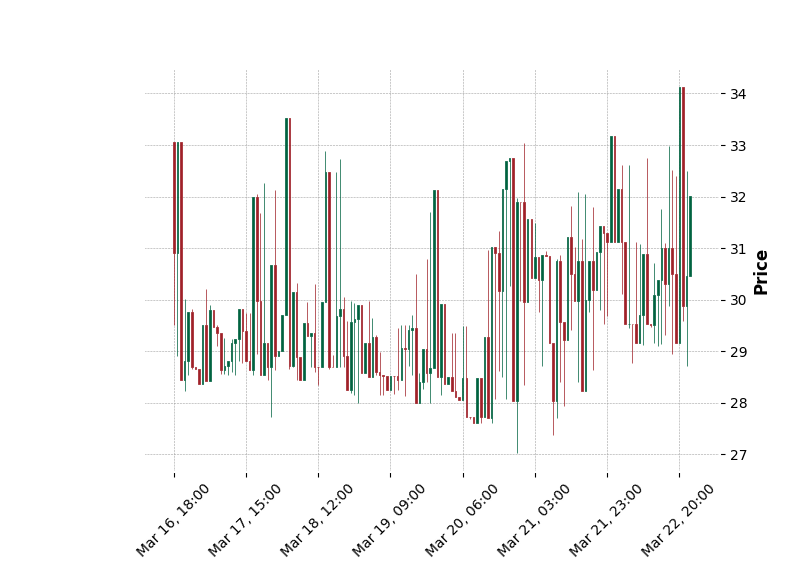 34
33
32
31
30
29
28
27
Price
Mar 16, 18:00
Mar 17, 15:00
Mar 18, 12:00
Mar 19, 09:00
Mar 20, 06:00
Mar 21, 03:00
Mar 21, 23:00
Mar 22, 20:00